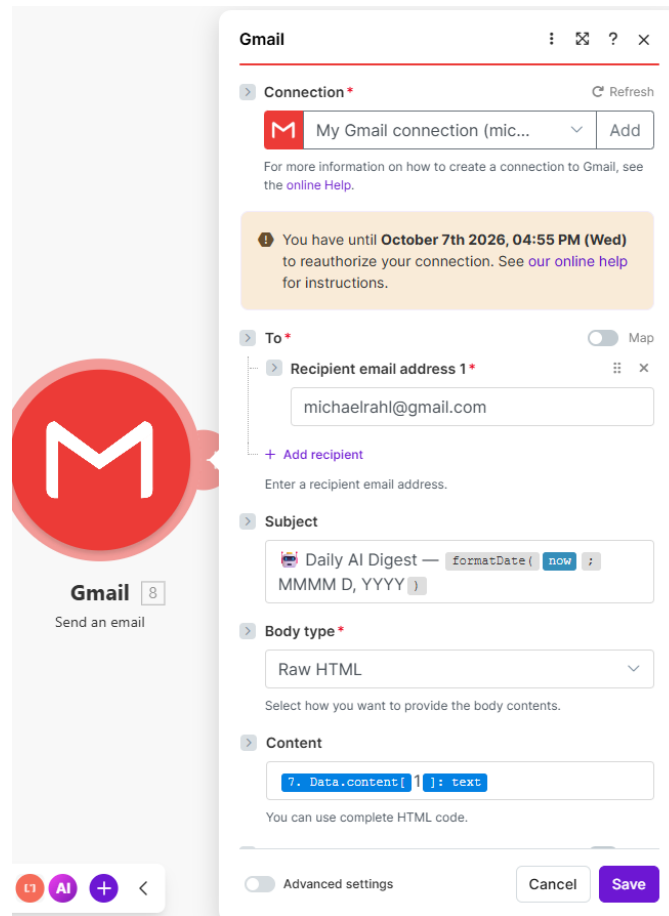 Gmail
Connection*
Refresh
My Gmail connection (mic...
Add
For more information on how to create a connection to Gmail, see
the online Help.
You have until October 7th 2026, 04:55 PM (Wed)
to reauthorize your connection. See our online help
for instructions.
To*
Map
Recipient email address 1*
michaelrahl@gmail.com
+ Add recipient
Enter a recipient email address.
Subject
🤖 Daily AI Digest — formatDate( now ;
MMMM D, YYYY )
Gmail 8
Send an email
Body type*
Raw HTML
Select how you want to provide the body contents.
Content
7. Data.content[ 1 ]: text
You can use complete HTML code.
AI
Advanced settings
Cancel
Save